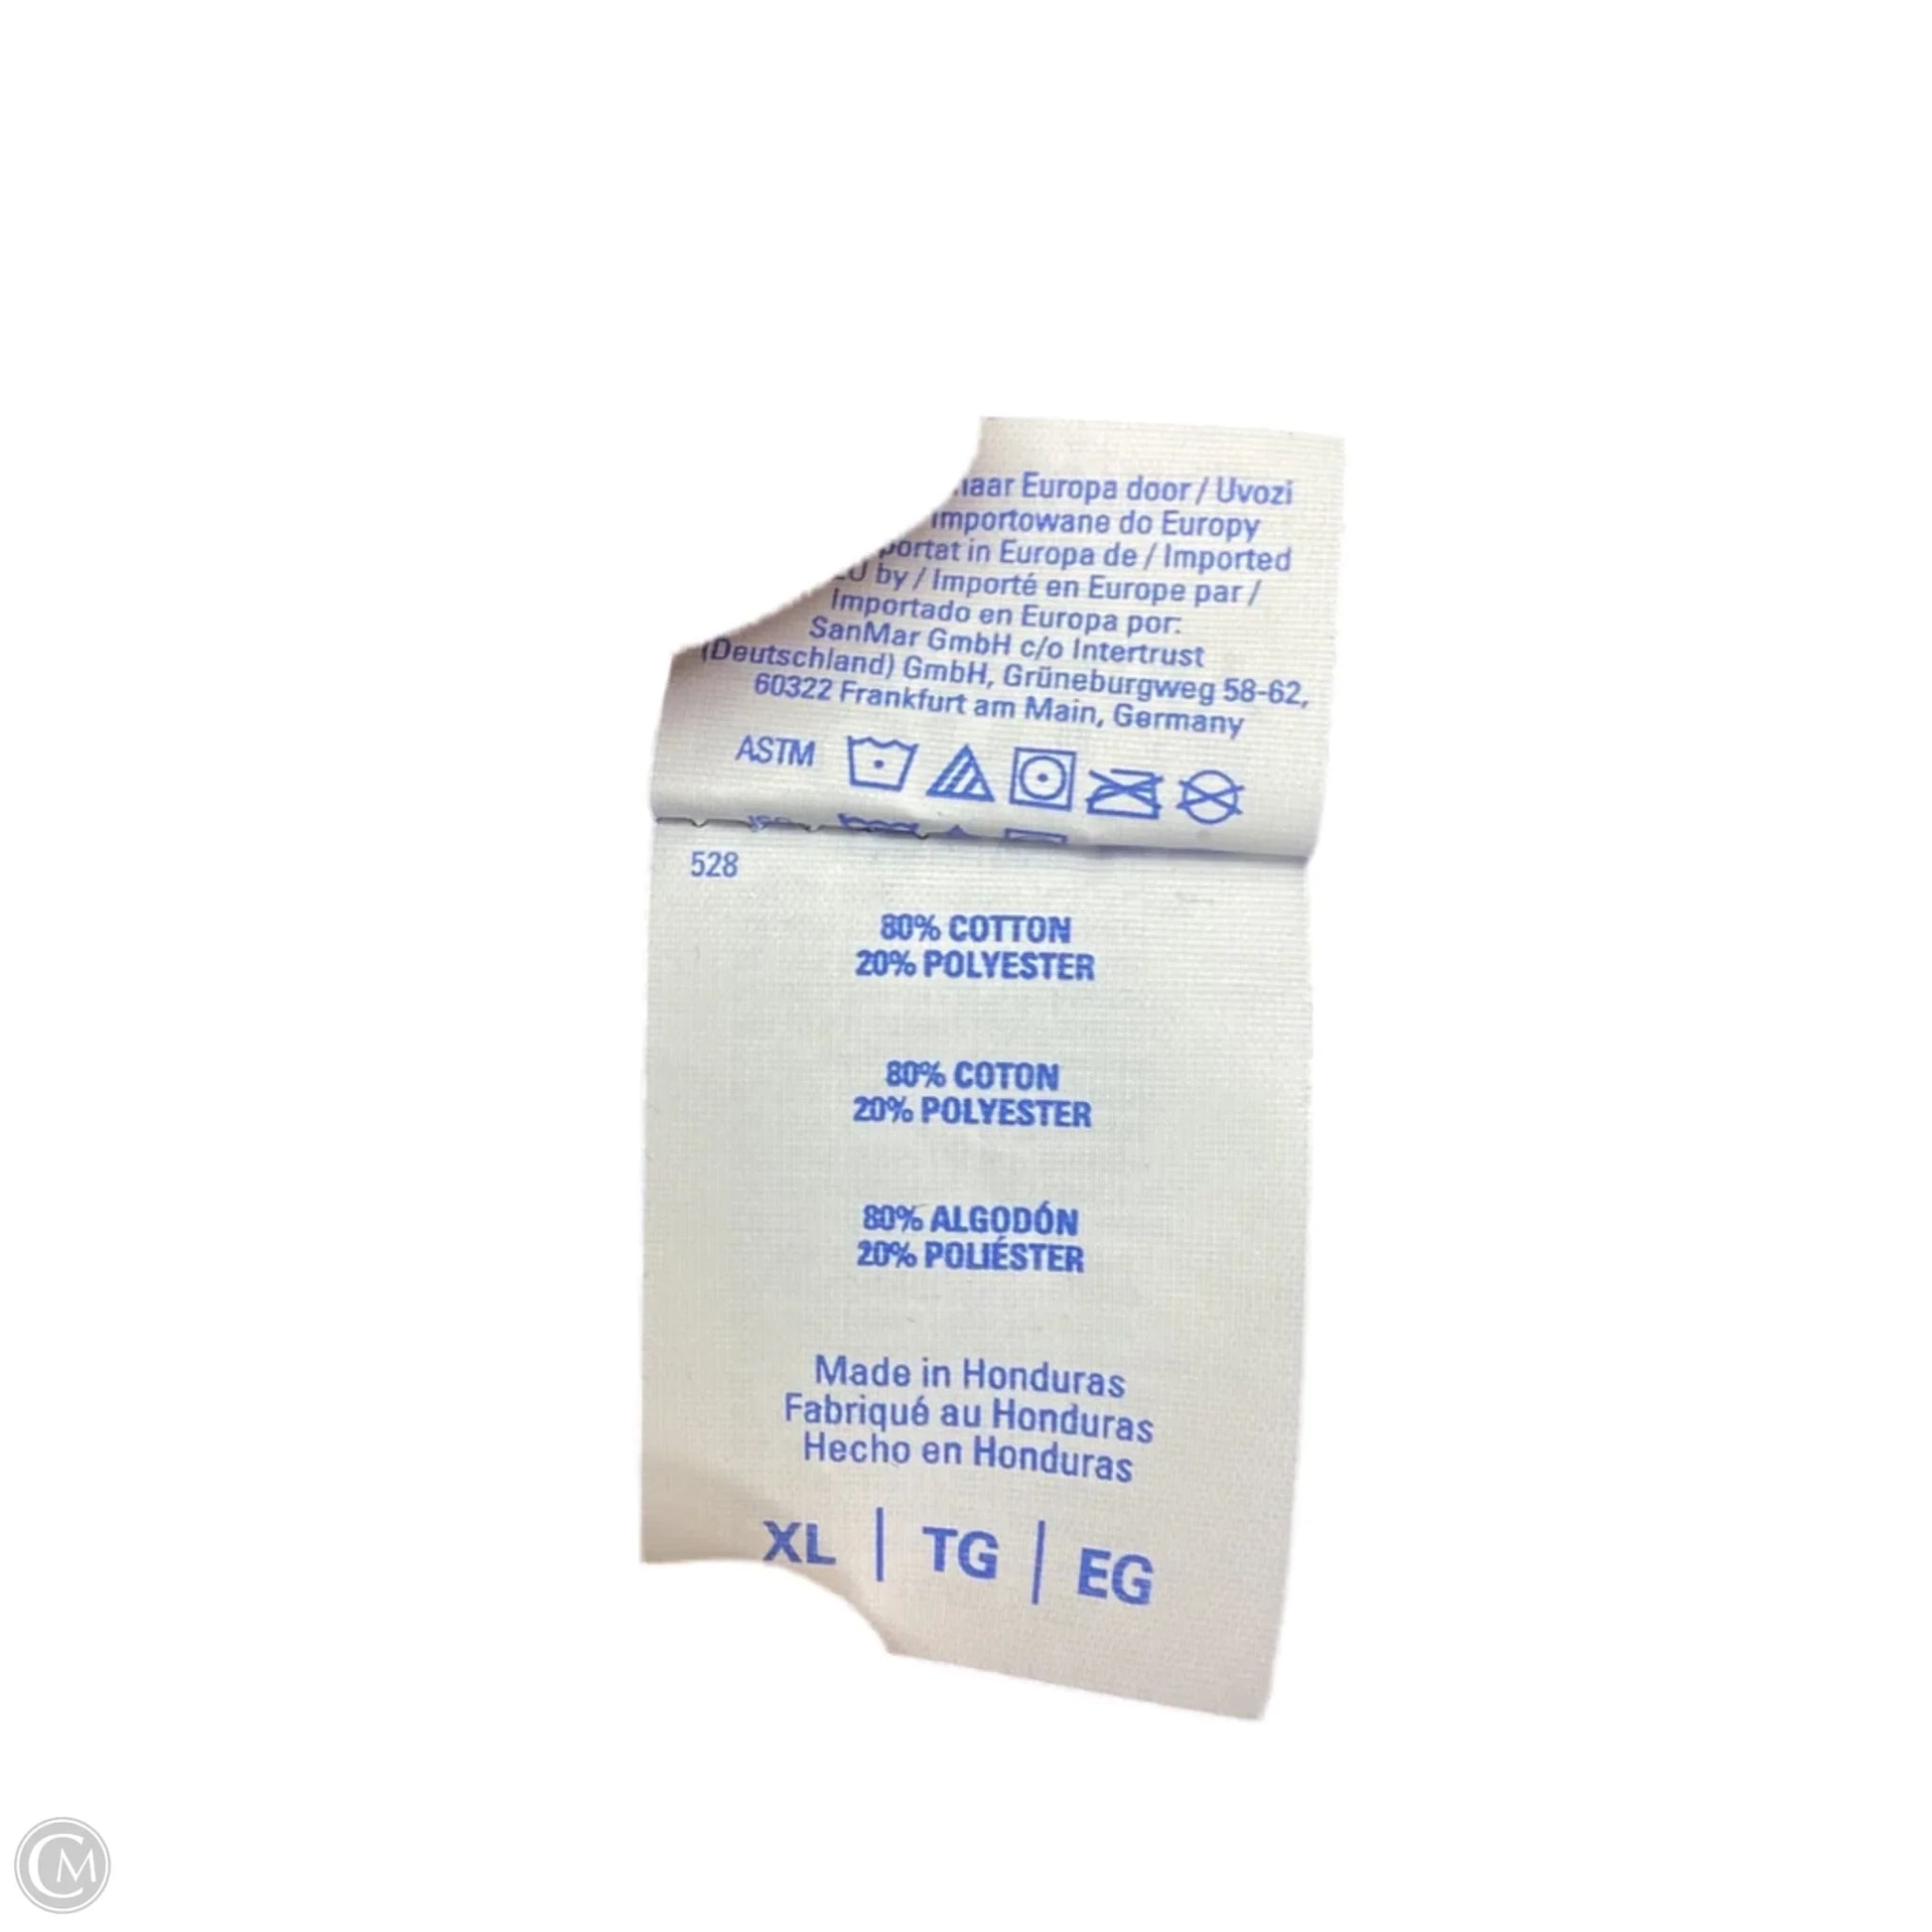 Europa door / Uvozi
do Europy
in Europa de / Imported
by / Importé en Europe par /
Importado en Europa por:
SanMar GmbH c/o Intertrust
(Deutschland) GmbH, Grüneburgweg 58-62,
60322 Frankfurt am Main, Germany
ASTM
528
80% COTTON
20% POLYESTER
80% COTON
20% POLYESTER
80% ALGODÓN
20% POLIÉSTER
Made in Honduras
Fabriqué au Honduras
Hecho en Honduras
XL | TG | EG
CM